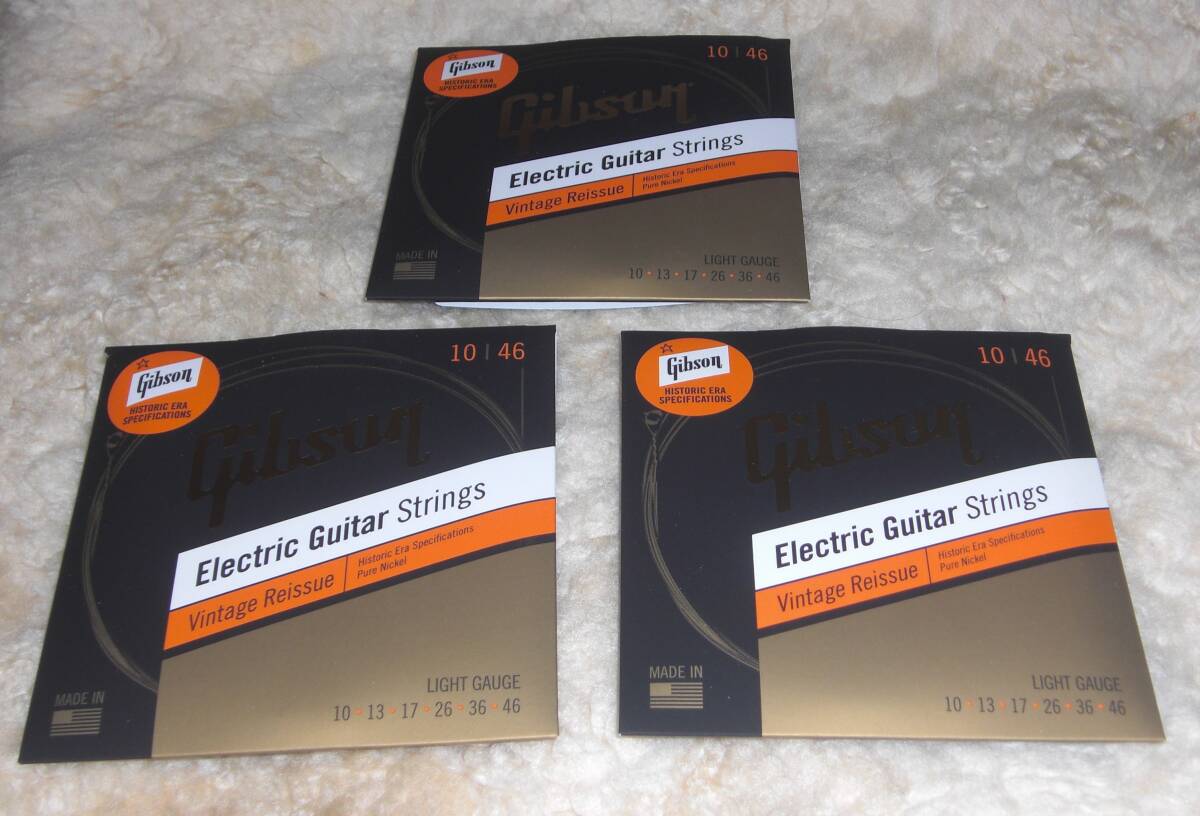 Gibson
HISTORIC ERA
SPECIFICATIONS
10 | 46
Gibson
Electric Guitar Strings
Vintage Reissue | Historic Era Specifications
Pure Nickel
MADE IN
LIGHT GAUGE
10 • 13 • 17 • 26 • 36 • 46
Gibson
HISTORIC ERA
SPECIFICATIONS
10 | 46
Gibson
Electric Guitar Strings
Vintage Reissue | Historic Era Specifications
Pure Nickel
MADE IN
LIGHT GAUGE
10 • 13 • 17 • 26 • 36 • 46
Gibson
HISTORIC ERA
SPECIFICATIONS
10 | 46
Gibson
Electric Guitar Strings
Vintage Reissue | Historic Era Specifications
Pure Nickel
MADE IN
LIGHT GAUGE
10 • 13 • 17 • 26 • 36 • 46